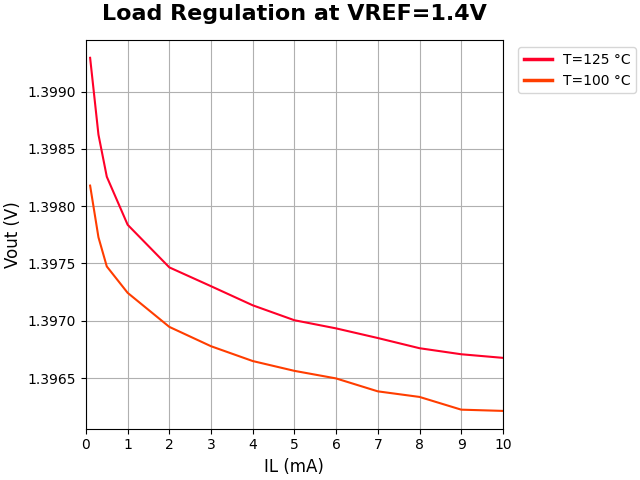 Load Regulation at VREF=1.4V
T=125 °C
T=100 °C
Vout (V)
1.3990
1.3985
1.3980
1.3975
1.3970
1.3965
0 1 2 3 4 5 6 7 8 9 10
IL (mA)